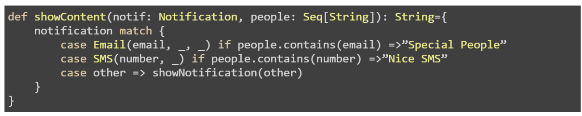 def showContent(notif: Notification, people: Seq[String]): String={
notification match {
case Email(email, _, _) if people.contains(email) =>”Special People”
case SMS(number, _) if people.contains(number) =>”Nice SMS”
case other => showNotification(other)
}
}